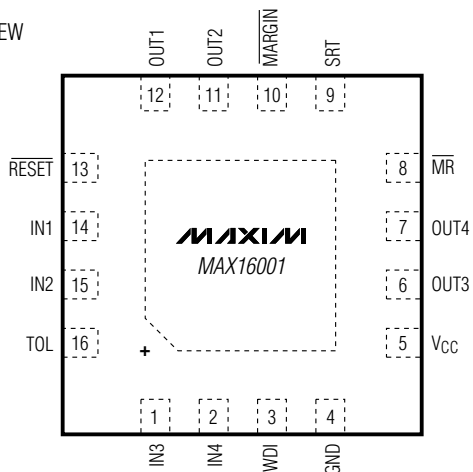 EW
OUT1 OUT2 MARGIN SRT
12 11 10 9
RESET 13 8 MR
IN1 14 7 OUT4
MAXIM
MAX16001
IN2 15 6 OUT3
TOL 16 5 VCC
+
1 2 3 4
IN3 IN4 WDI GND